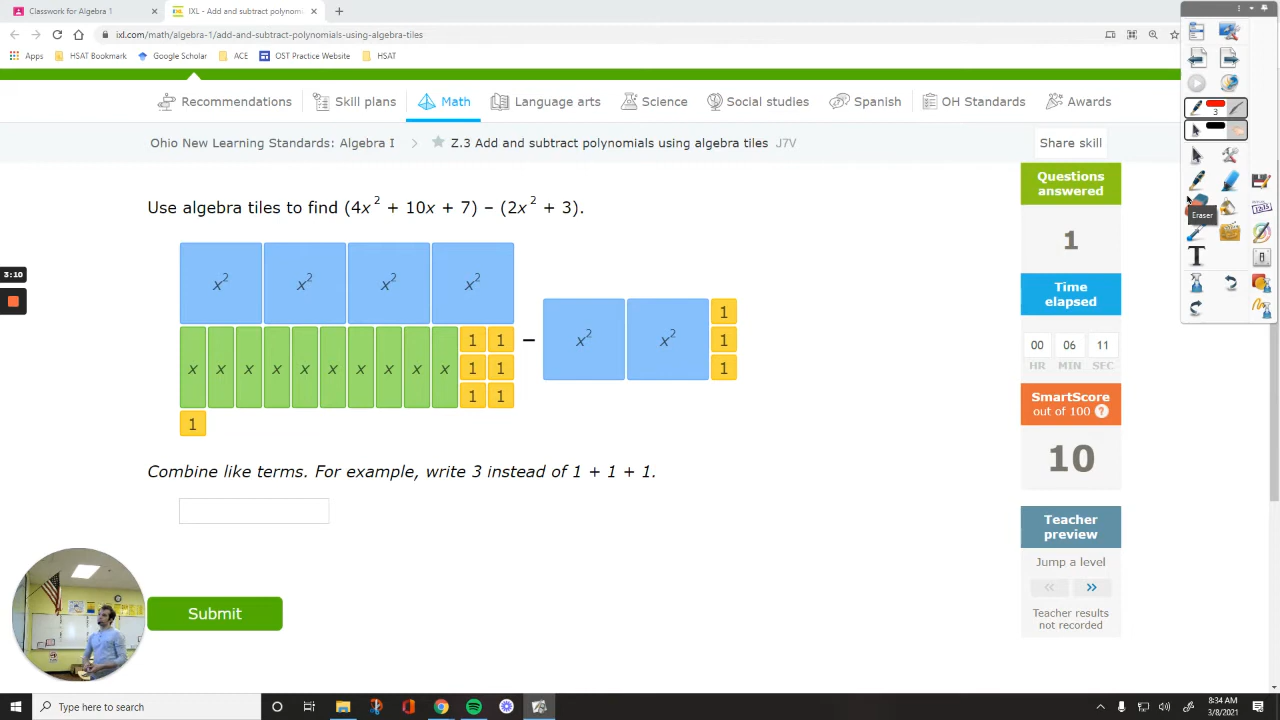 Classwork for Algebra 1
IXL - Add and subtract polynomi
ixl.com/math/algebra-1/add-and-subtract-polynomials-using-algebra-tiles
Apps HSAT Bookmark Google Scholar ACE OST Practice Website HSAT
Recommendations Skill plans Math Language arts Science Social studies Spanish OH Standards Awards
Ohio New Learning Standards: Algebra I > Z.3 Add and subtract polynomials using algebra tiles J7V
Share skill
Use algebra tiles to find (4x² + 10x + 7) – (2x² + 3).
x² x² x² x²
x x x x x x x x x x 1 1
1 1
1 1
1
–
x² x² 1
1
1
Combine like terms. For example, write 3 instead of 1 + 1 + 1.
Submit
Questions
answered
1
Time
elapsed
00 06 11
HR MIN SEC
SmartScore
out of 100 ?
10
Teacher
preview
Jump a level
<< >>
Teacher results
not recorded
3:10
3
Eraser
T
Type here to search
8:34 AM
3/8/2021